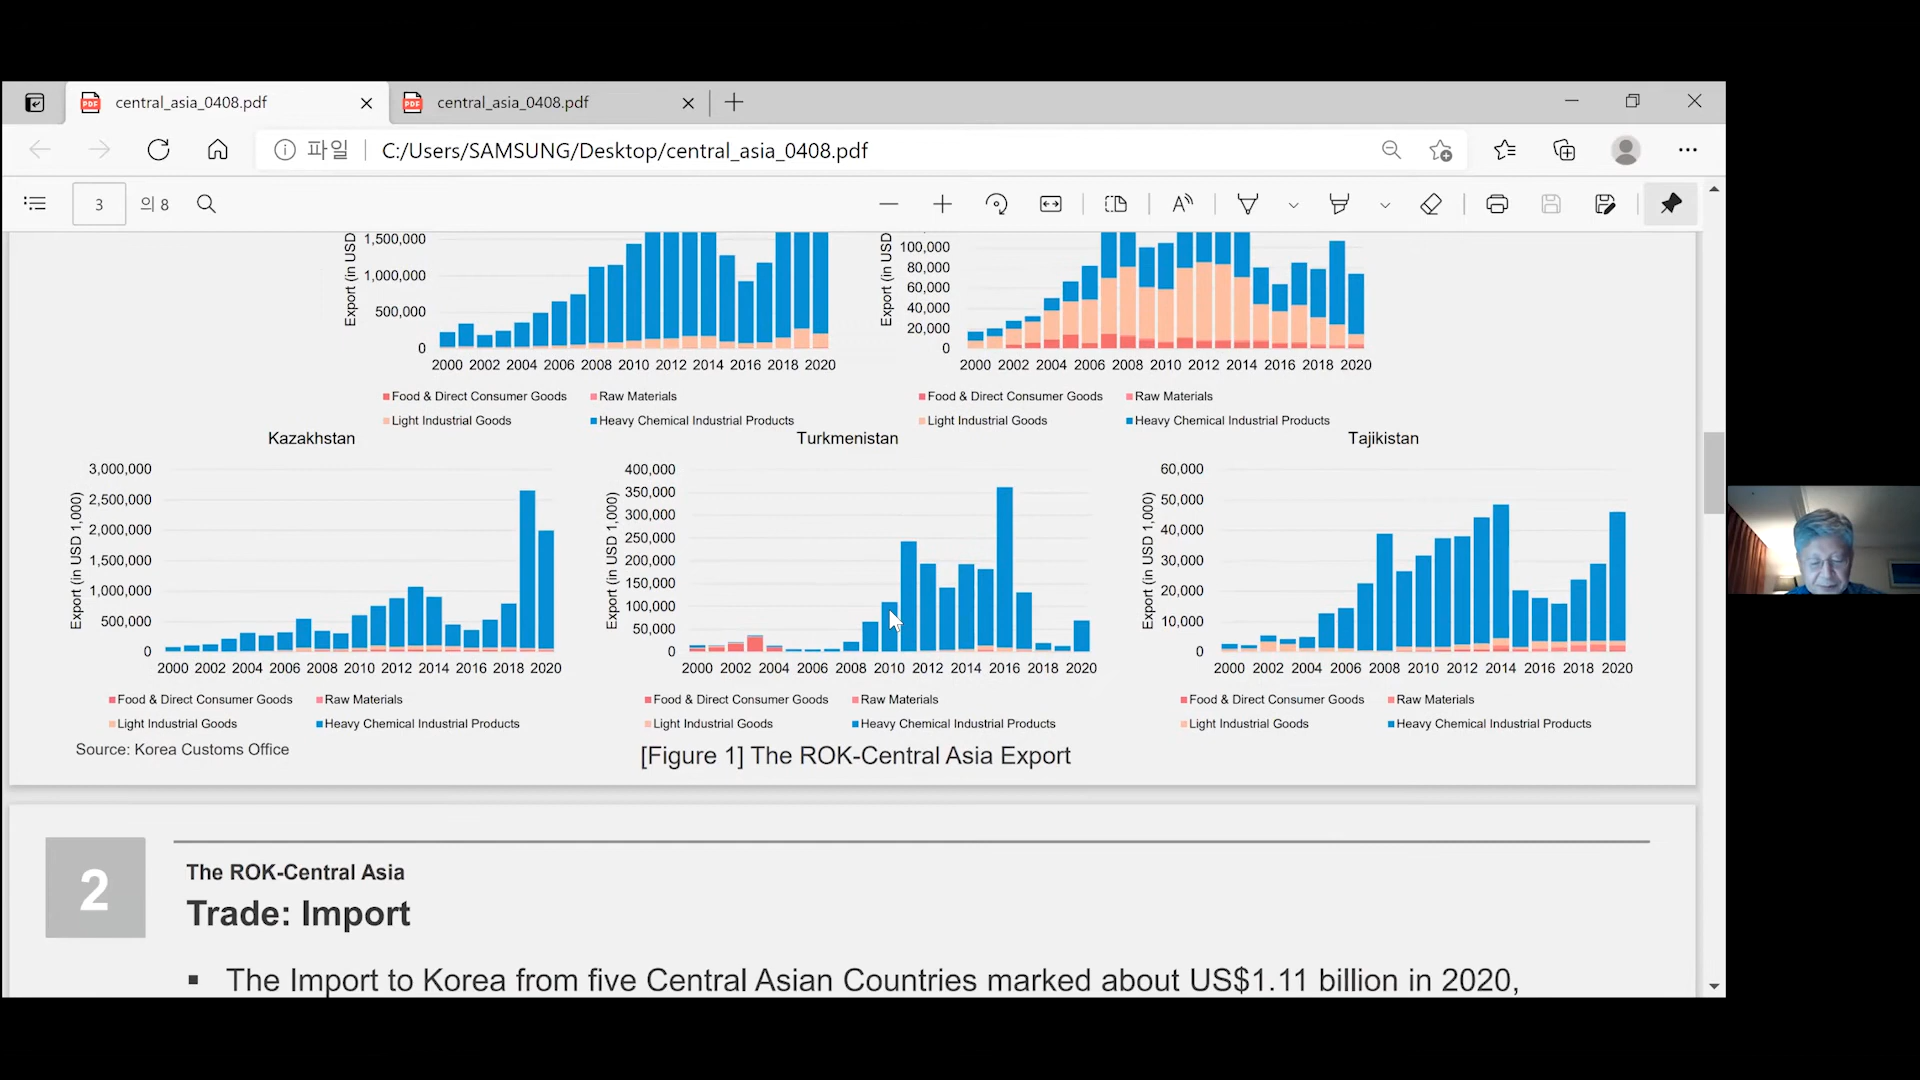 central_asia_0408.pdf
central_asia_0408.pdf
파일 C:/Users/SAMSUNG/Desktop/central_asia_0408.pdf
3 의 8
Export (in USD
1,500,000
1,000,000
500,000
0
2000 2002 2004 2006 2008 2010 2012 2014 2016 2018 2020
Food & Direct Consumer Goods Raw Materials
Light Industrial Goods Heavy Chemical Industrial Products
Export (in USD
100,000
80,000
60,000
40,000
20,000
0
2000 2002 2004 2006 2008 2010 2012 2014 2016 2018 2020
Food & Direct Consumer Goods Raw Materials
Light Industrial Goods Heavy Chemical Industrial Products
Kazakhstan
Export (in USD 1,000)
3,000,000
2,500,000
2,000,000
1,500,000
1,000,000
500,000
0
2000 2002 2004 2006 2008 2010 2012 2014 2016 2018 2020
Food & Direct Consumer Goods Raw Materials
Light Industrial Goods Heavy Chemical Industrial Products
Turkmenistan
Export (in USD 1,000)
400,000
350,000
300,000
250,000
200,000
150,000
100,000
50,000
0
2000 2002 2004 2006 2008 2010 2012 2014 2016 2018 2020
Food & Direct Consumer Goods Raw Materials
Light Industrial Goods Heavy Chemical Industrial Products
Tajikistan
Export (in USD 1,000)
60,000
50,000
40,000
30,000
20,000
10,000
0
2000 2002 2004 2006 2008 2010 2012 2014 2016 2018 2020
Food & Direct Consumer Goods Raw Materials
Light Industrial Goods Heavy Chemical Industrial Products
Source: Korea Customs Office
[Figure 1] The ROK-Central Asia Export
2
The ROK-Central Asia
Trade: Import
▪ The Import to Korea from five Central Asian Countries marked about US$1.11 billion in 2020,